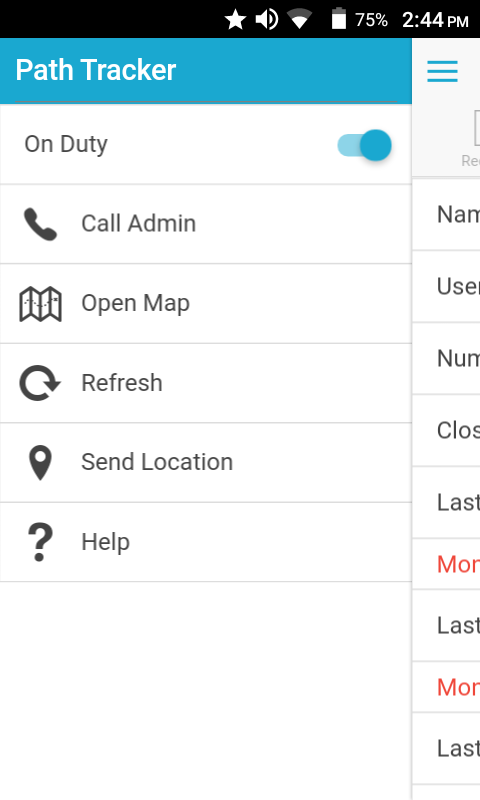 75% 2:44 PM
Path Tracker
On Duty
Call Admin
Open Map
Refresh
Send Location
Help
Rec
Nam
User
Num
Clos
Last
Mon
Last
Mon
Last